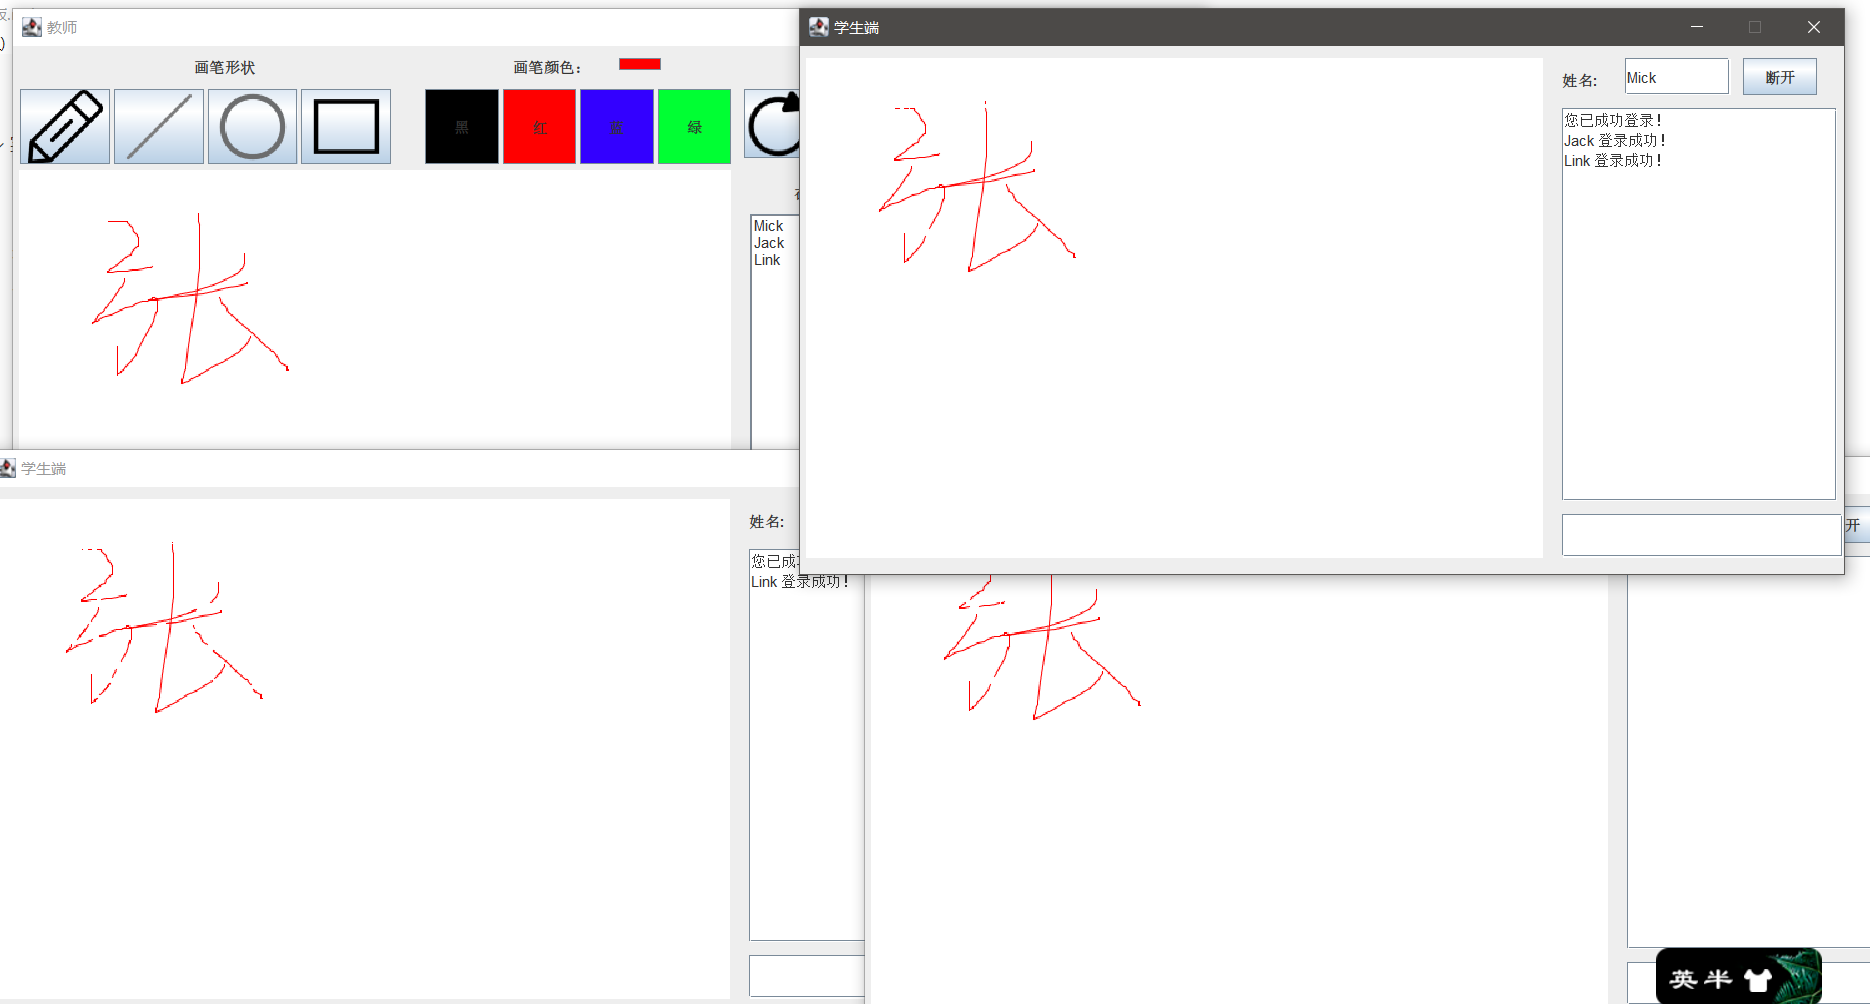 教师
画笔形状
画笔颜色：
黑
红
蓝
绿
Mick
Jack
Link
张
学生端
姓名:
Mick
断开
您已成功登录！
Jack 登录成功！
Link 登录成功！
张
学生端
姓名:
您已成
Link 登录成功！
张
开
张
英 半